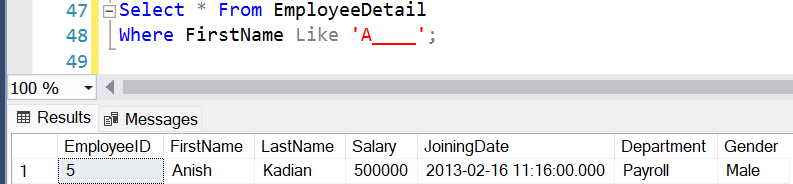 47 Select * From EmployeeDetail
48 Where FirstName Like 'A____';
49
100 %
Results Messages
EmployeeID FirstName LastName Salary JoiningDate Department Gender
1 5 Anish Kadian 500000 2013-02-16 11:16:00.000 Payroll Male